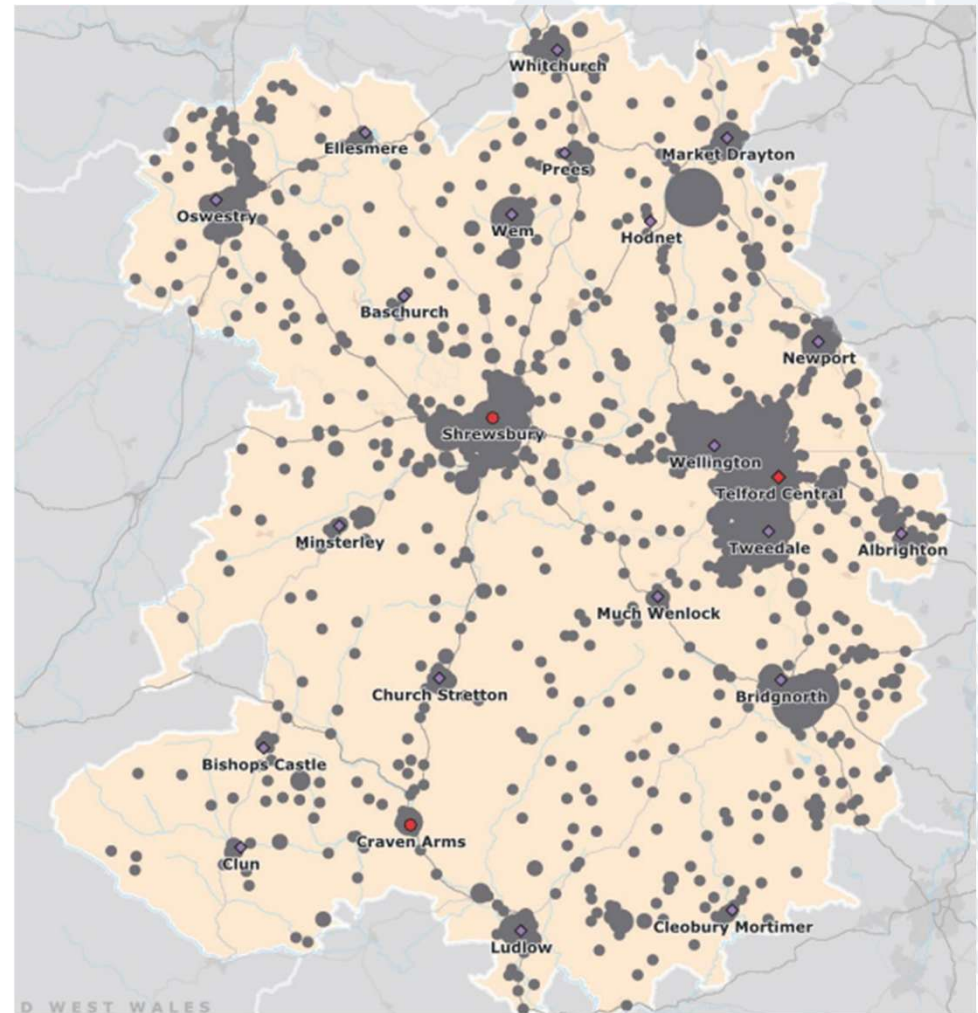 Whitchurch
Ellesmere
Market Drayton
Prees
Oswestry
Wem
Hodnet
Baschurch
Newport
Shrewsbury
Wellington
Telford Central
Minsterley
Tweedale
Albrighton
Much Wenlock
Church Stretton
Bridgnorth
Bishops Castle
Craven Arms
Clun
Cleobury Mortimer
Ludlow
D WEST WALES